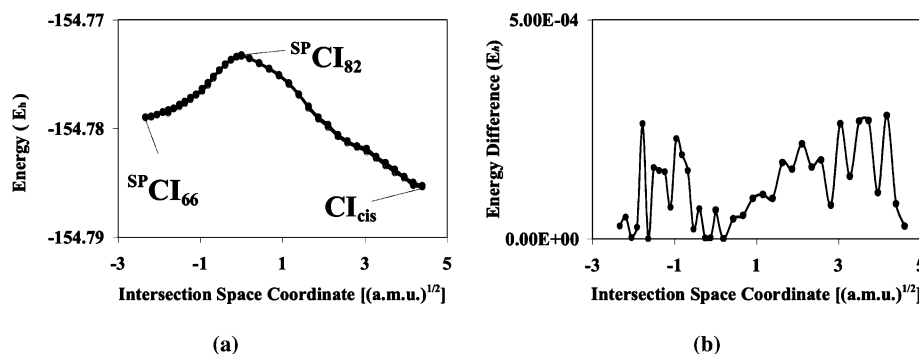 -154.77
-154.78
-154.79
Energy ( Eh)
SPCI82
SPCI66
CIcis
-3 -1 1 3 5
Intersection Space Coordinate [(a.m.u.)1/2]
(a)
5.00E-04
0.00E+00
Energy Difference (Eh)
-3 -1 1 3 5
Intersection Space Coordinate [(a.m.u.)1/2]
(b)